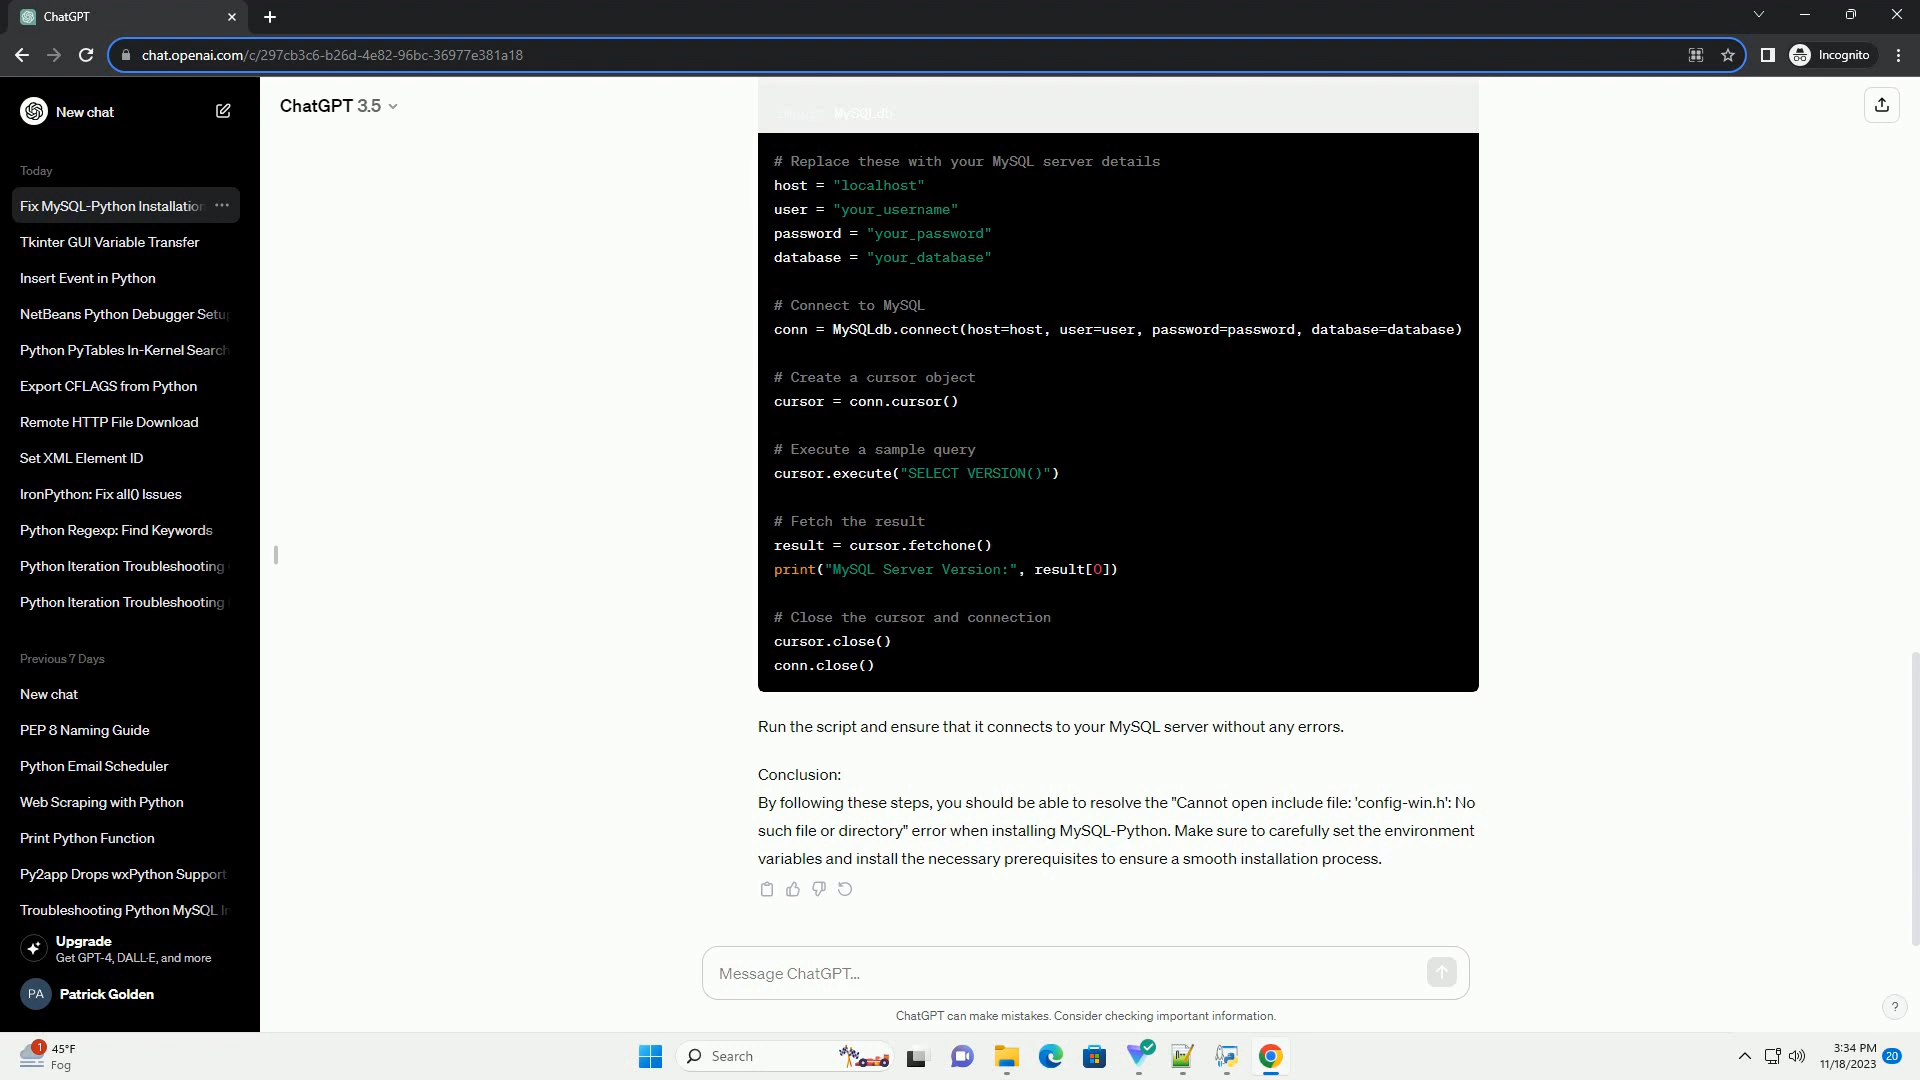 ChatGPT
chat.openai.com/c/297cb3c6-b26d-4e82-96bc-36977e381a18
Incognito
New chat
ChatGPT 3.5
Today
Fix MySQL-Python Installation
Tkinter GUI Variable Transfer
Insert Event in Python
NetBeans Python Debugger Setup
Python PyTables In-Kernel Search
Export CFLAGS from Python
Remote HTTP File Download
Set XML Element ID
IronPython: Fix all() Issues
Python Regexp: Find Keywords
Python Iteration Troubleshooting
Python Iteration Troubleshooting
Previous 7 Days
New chat
PEP 8 Naming Guide
Python Email Scheduler
Web Scraping with Python
Print Python Function
Py2app Drops wxPython Support
Troubleshooting Python MySQL In
Upgrade
Get GPT-4, DALL·E, and more
PA
Patrick Golden
MySQLdb
# Replace these with your MySQL server details
host = "localhost"
user = "your_username"
password = "your_password"
database = "your_database"
# Connect to MySQL
conn = MySQLdb.connect(host=host, user=user, password=password, database=database)
# Create a cursor object
cursor = conn.cursor()
# Execute a sample query
cursor.execute("SELECT VERSION()")
# Fetch the result
result = cursor.fetchone()
print("MySQL Server Version:", result[0])
# Close the cursor and connection
cursor.close()
conn.close()
Run the script and ensure that it connects to your MySQL server without any errors.
Conclusion:
By following these steps, you should be able to resolve the "Cannot open include file: 'config-win.h': No
such file or directory" error when installing MySQL-Python. Make sure to carefully set the environment
variables and install the necessary prerequisites to ensure a smooth installation process.
Message ChatGPT...
ChatGPT can make mistakes. Consider checking important information.
?
1
45°F
Fog
Search
3:34 PM
11/18/2023
20